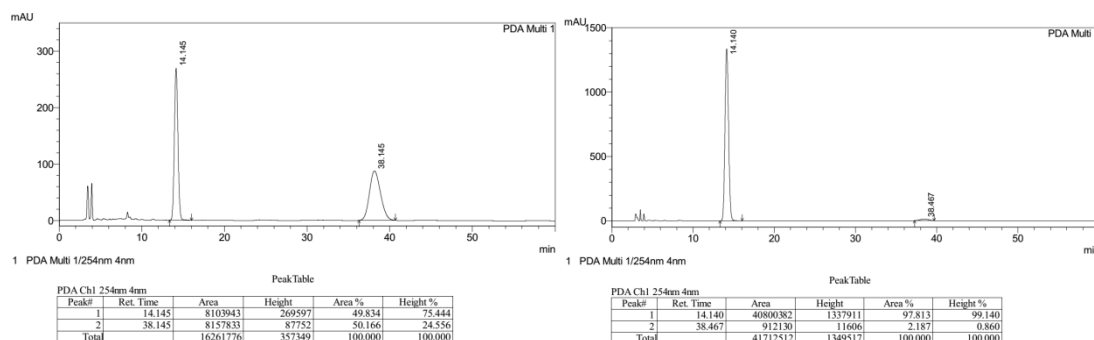 mAU
PDA Multi 1
300
200
100
0
14.145
38.145
0 10 20 30 40 50
min
1 PDA Multi 1/254nm 4nm
PeakTable
PDA Ch1 254nm 4nm
Peak# Ret. Time Area Height Area % Height %
1 14.145 8103943 269597 49.834 75.444
2 38.145 8157833 87752 50.166 24.556
Total 16261776 357349 100.000 100.000
mAU
1500
PDA Multi
1000
500
0
14.140
38.467
0 10 20 30 40 50
min
1 PDA Multi 1/254nm 4nm
PeakTable
PDA Ch1 254nm 4nm
Peak# Ret. Time Area Height Area % Height %
1 14.140 40800382 1337911 97.813 99.140
2 38.467 912130 11606 2.187 0.860
Total 41712512 1349517 100.000 100.000